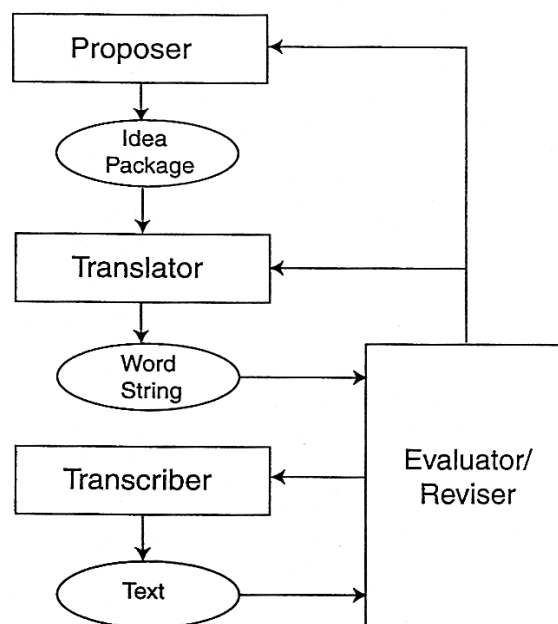 Proposer
Idea
Package
Translator
Word
String
Transcriber
Evaluator/
Reviser
Text